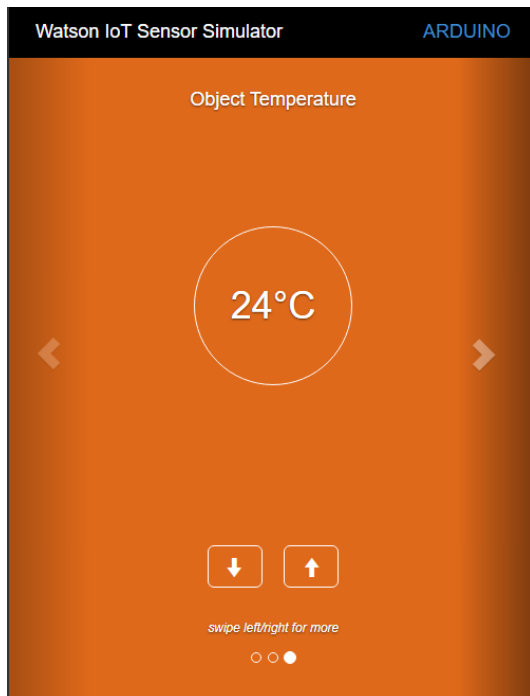 Watson IoT Sensor Simulator ARDUINO
Object Temperature
24°C
swipe left/right for more